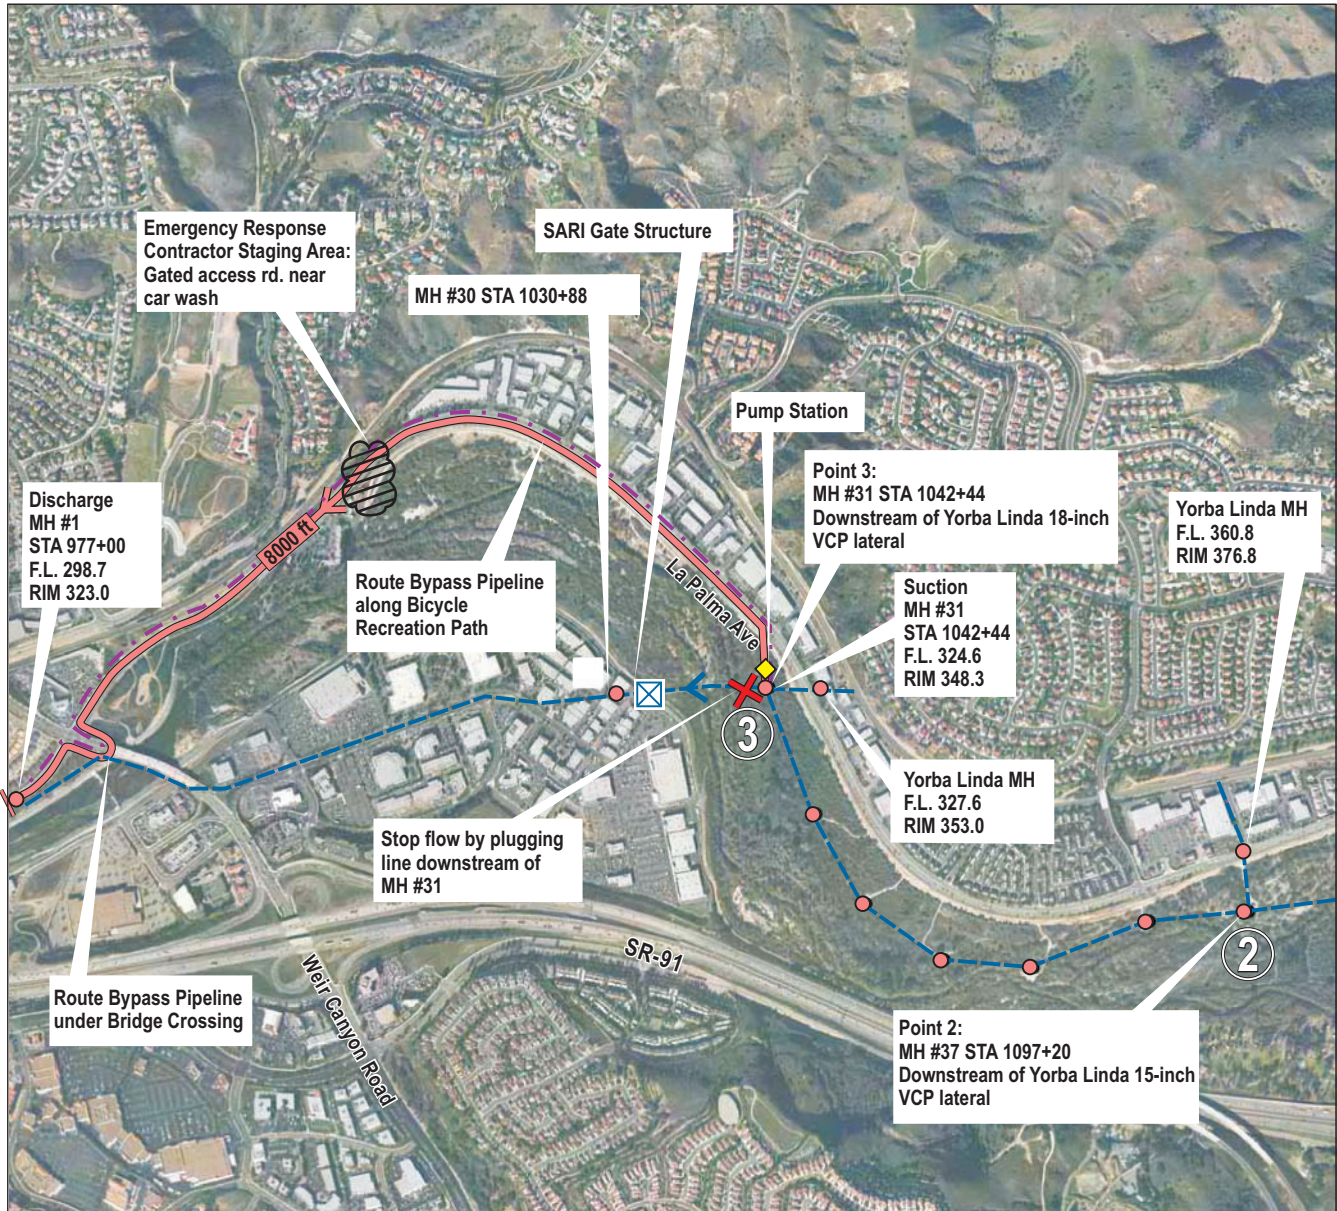 Emergency Response
Contractor Staging Area:
Gated access rd. near
car wash
SARI Gate Structure
MH #30 STA 1030+88
Pump Station
Point 3:
MH #31 STA 1042+44
Downstream of Yorba Linda 18-inch
VCP lateral
Discharge
MH #1
STA 977+00
F.L. 298.7
RIM 323.0
8000 ft
Route Bypass Pipeline
along Bicycle
Recreation Path
La Palma Ave
Suction
MH #31
STA 1042+44
F.L. 324.6
RIM 348.3
Yorba Linda MH
F.L. 360.8
RIM 376.8
3
Yorba Linda MH
F.L. 327.6
RIM 353.0
Stop flow by plugging
line downstream of
MH #31
2
SR-91
Weir Canyon Road
Route Bypass Pipeline
under Bridge Crossing
Point 2:
MH #37 STA 1097+20
Downstream of Yorba Linda 15-inch
VCP lateral